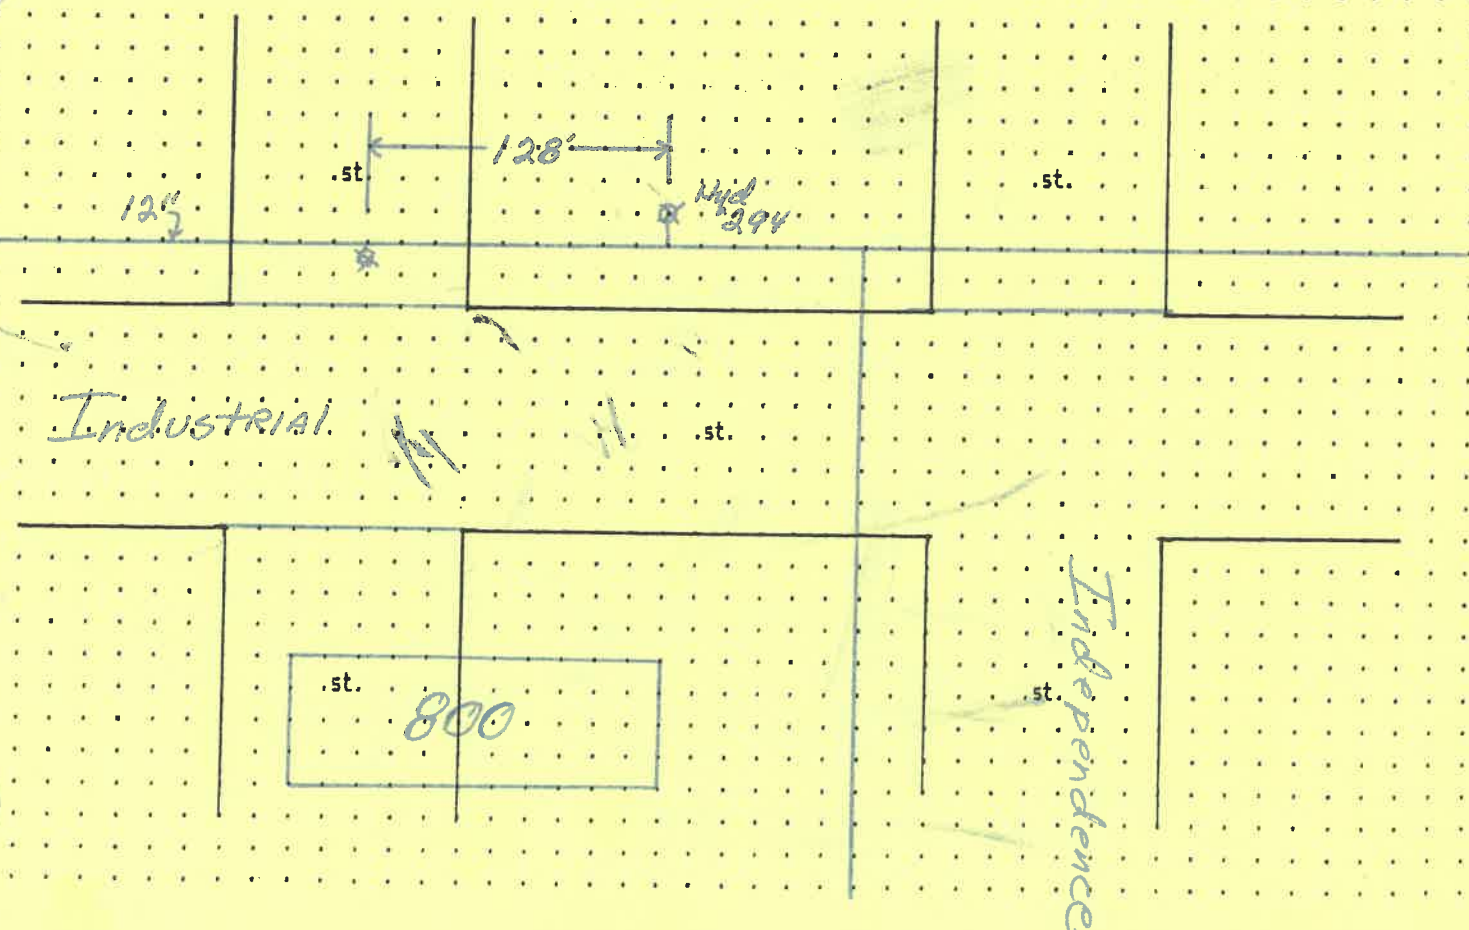 128'
.st.
.st.
12"
Hyd
294
Industrial
.st.
Independence
.st.
800
.st.